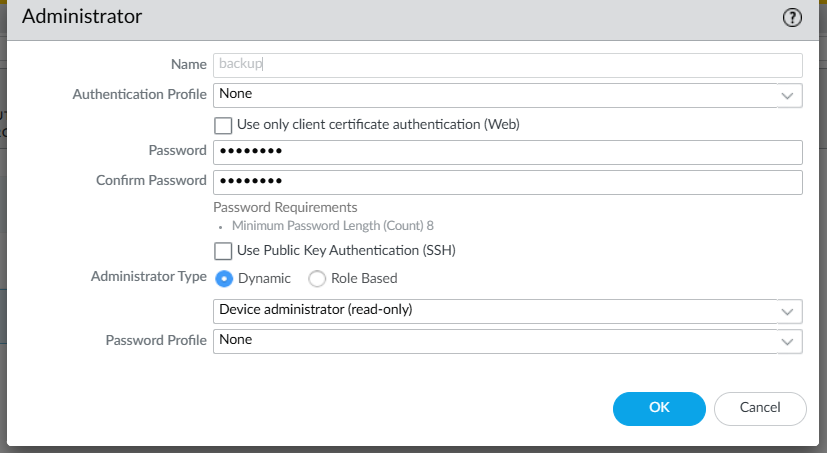 Administrator
Name backup
Authentication Profile None
Use only client certificate authentication (Web)
Password ••••••••
Confirm Password ••••••••
Password Requirements
• Minimum Password Length (Count) 8
Use Public Key Authentication (SSH)
Administrator Type Dynamic Role Based
Device administrator (read-only)
Password Profile None
OK Cancel